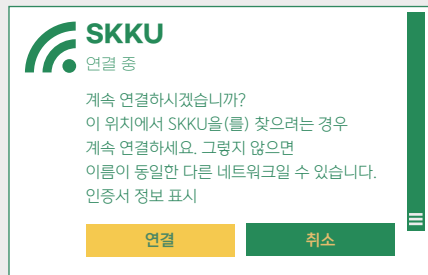 SKKU
연결 중
계속 연결하시겠습니까?
이 위치에서 SKKU을(를) 찾으려는 경우
계속 연결하세요. 그렇지 않으면
이름이 동일한 다른 네트워크일 수 있습니다.
인증서 정보 표시
연결
취소